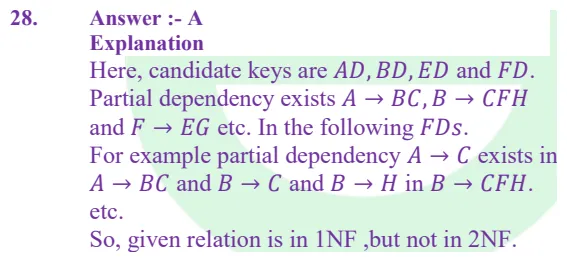 28. Answer :- A
Explanation
Here, candidate keys are AD, BD, ED and FD.
Partial dependency exists A → BC, B → CFH
and F → EG etc. In the following FDs.
For example partial dependency A → C exists in
A → BC and B → C and B → H in B → CFH.
etc.
So, given relation is in 1NF ,but not in 2NF.